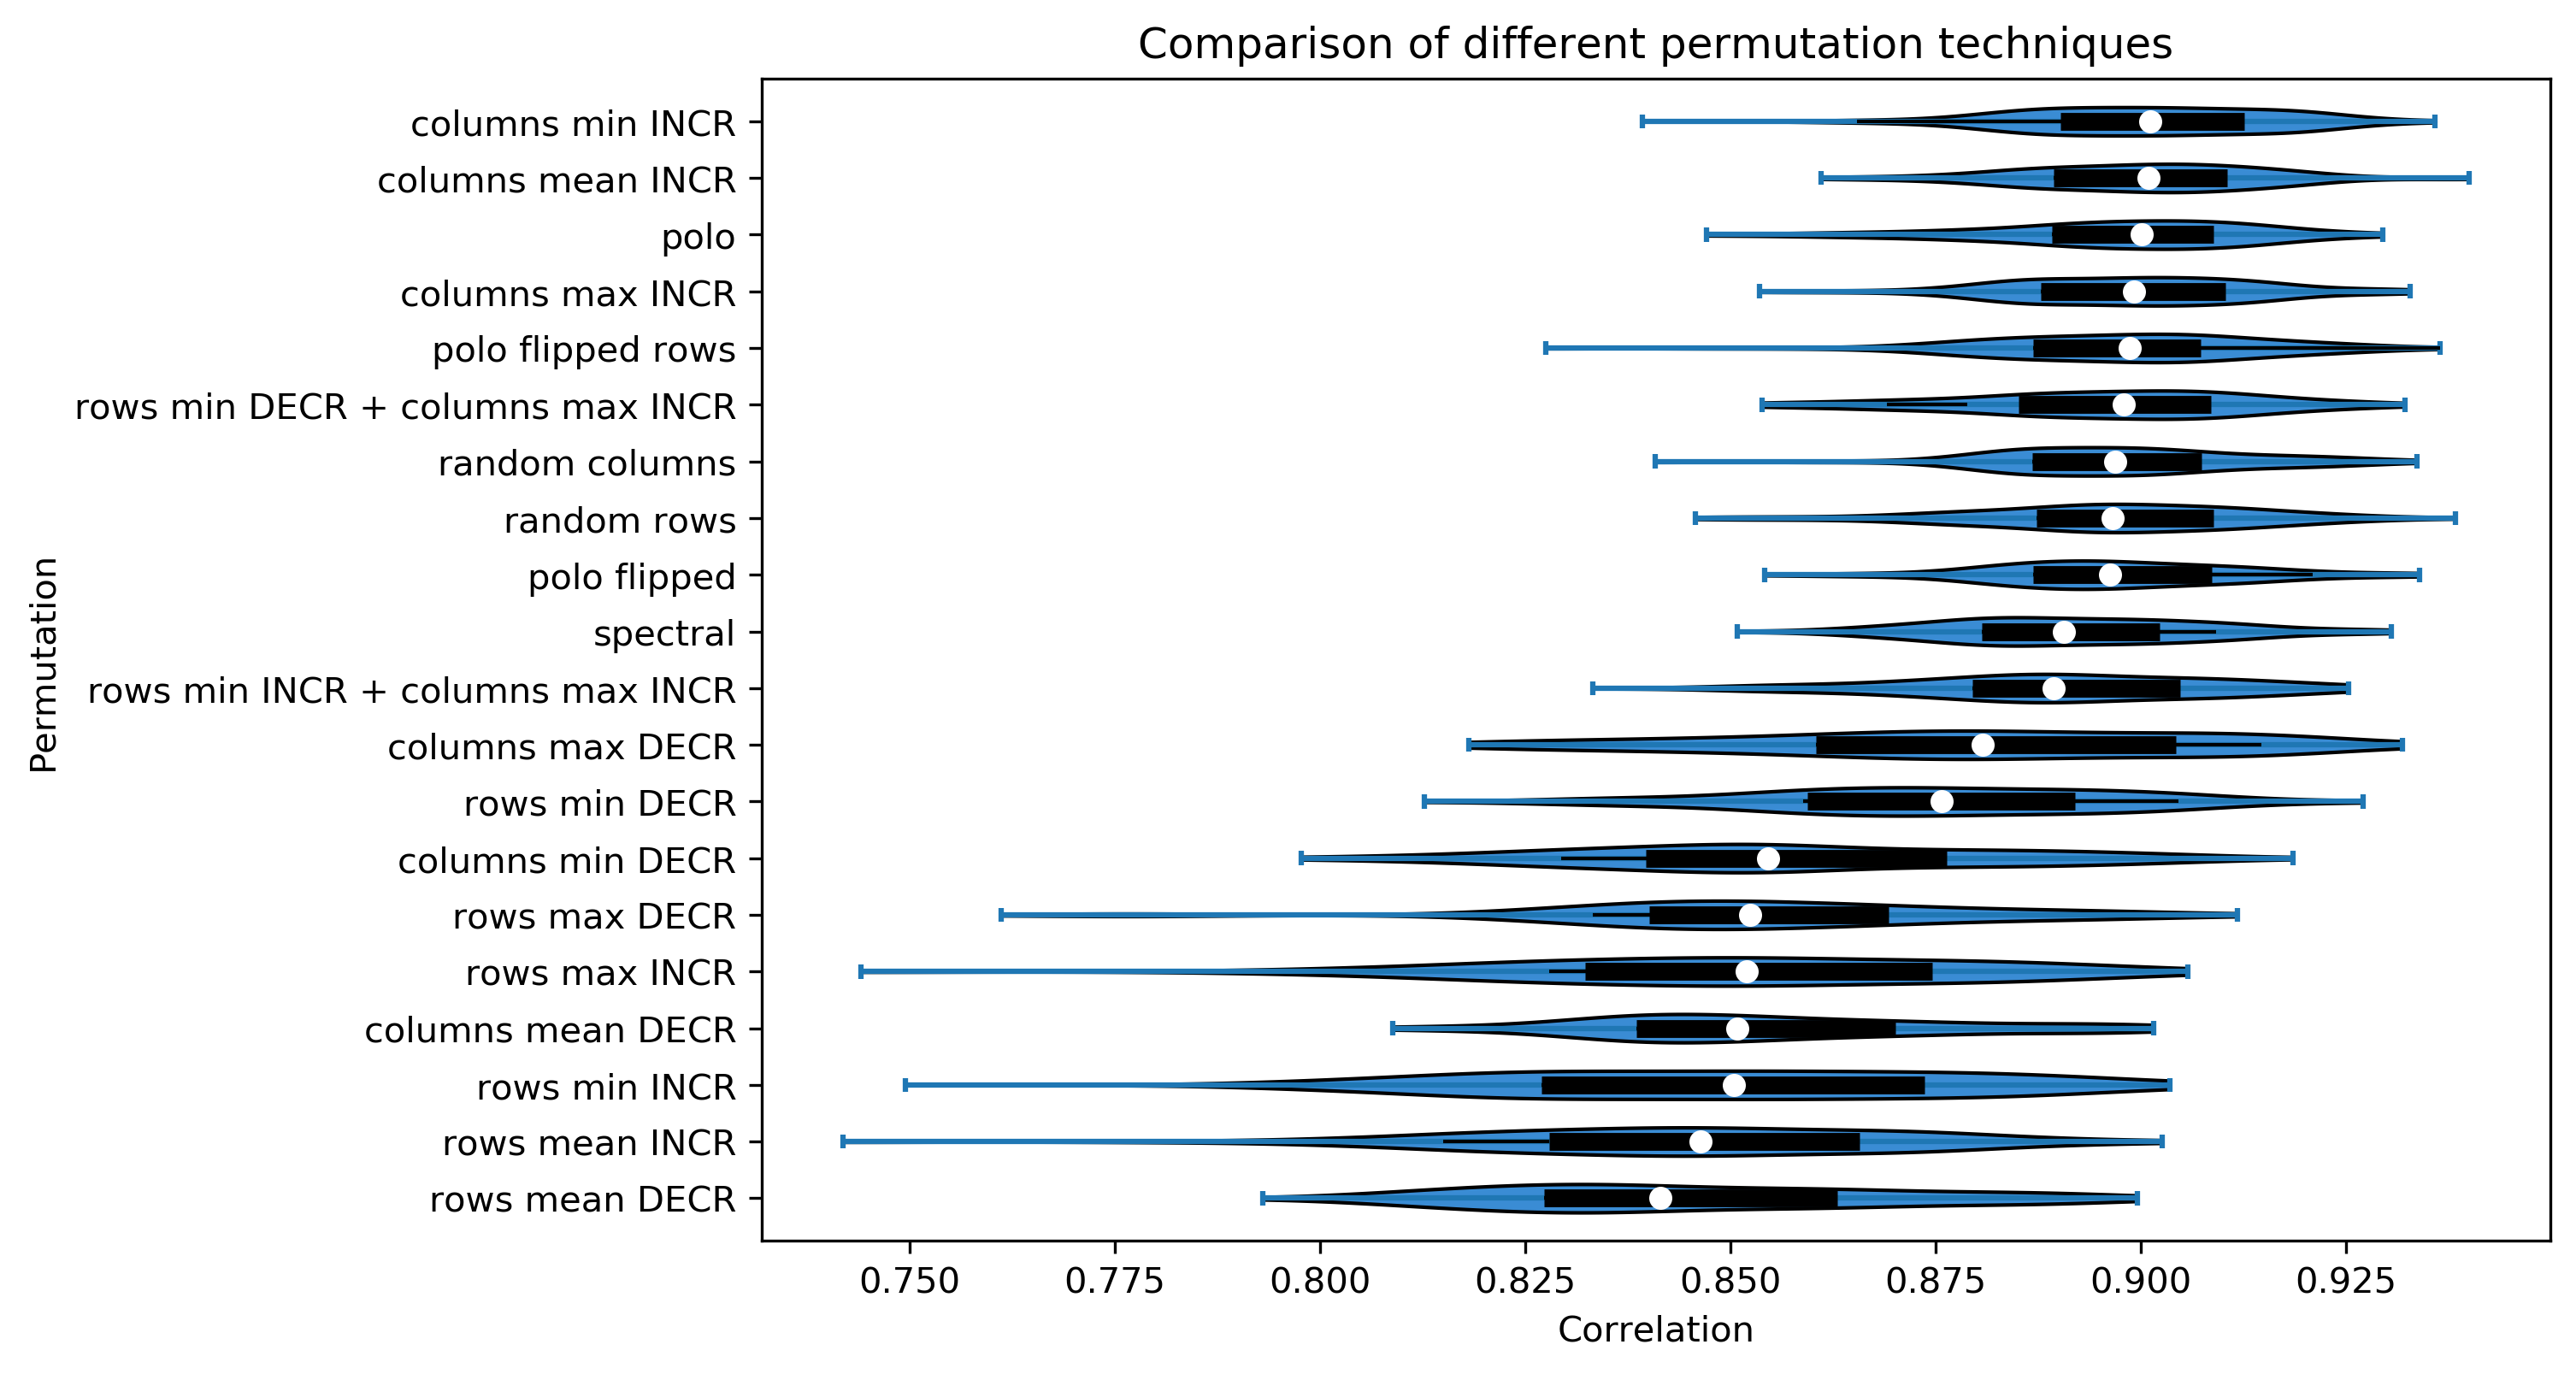 Comparison of different permutation techniques
Permutation
columns min INCR
columns mean INCR
polo
columns max INCR
polo flipped rows
rows min DECR + columns max INCR
random columns
random rows
polo flipped
spectral
rows min INCR + columns max INCR
columns max DECR
rows min DECR
columns min DECR
rows max DECR
rows max INCR
columns mean DECR
rows min INCR
rows mean INCR
rows mean DECR
0.750 0.775 0.800 0.825 0.850 0.875 0.900 0.925
Correlation